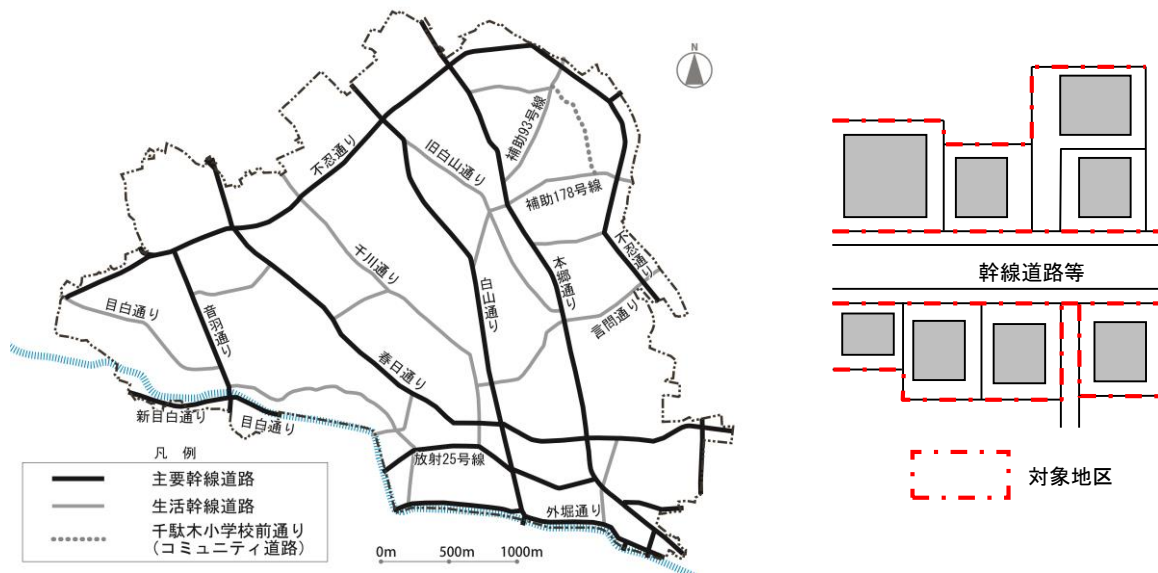 N
補助93号線
不忍通り
旧白山通り
補助178号線
千川通り
本郷通り
不忍通り
白山通り
目白通り
音羽通り
言問通り
春日通り
新目白通り
目白通り
放射25号線
外堀通り
凡 例
主要幹線道路
生活幹線道路
千駄木小学校前通り
(コミュニティ道路)
0m 500m 1000m
幹線道路等
対象地区